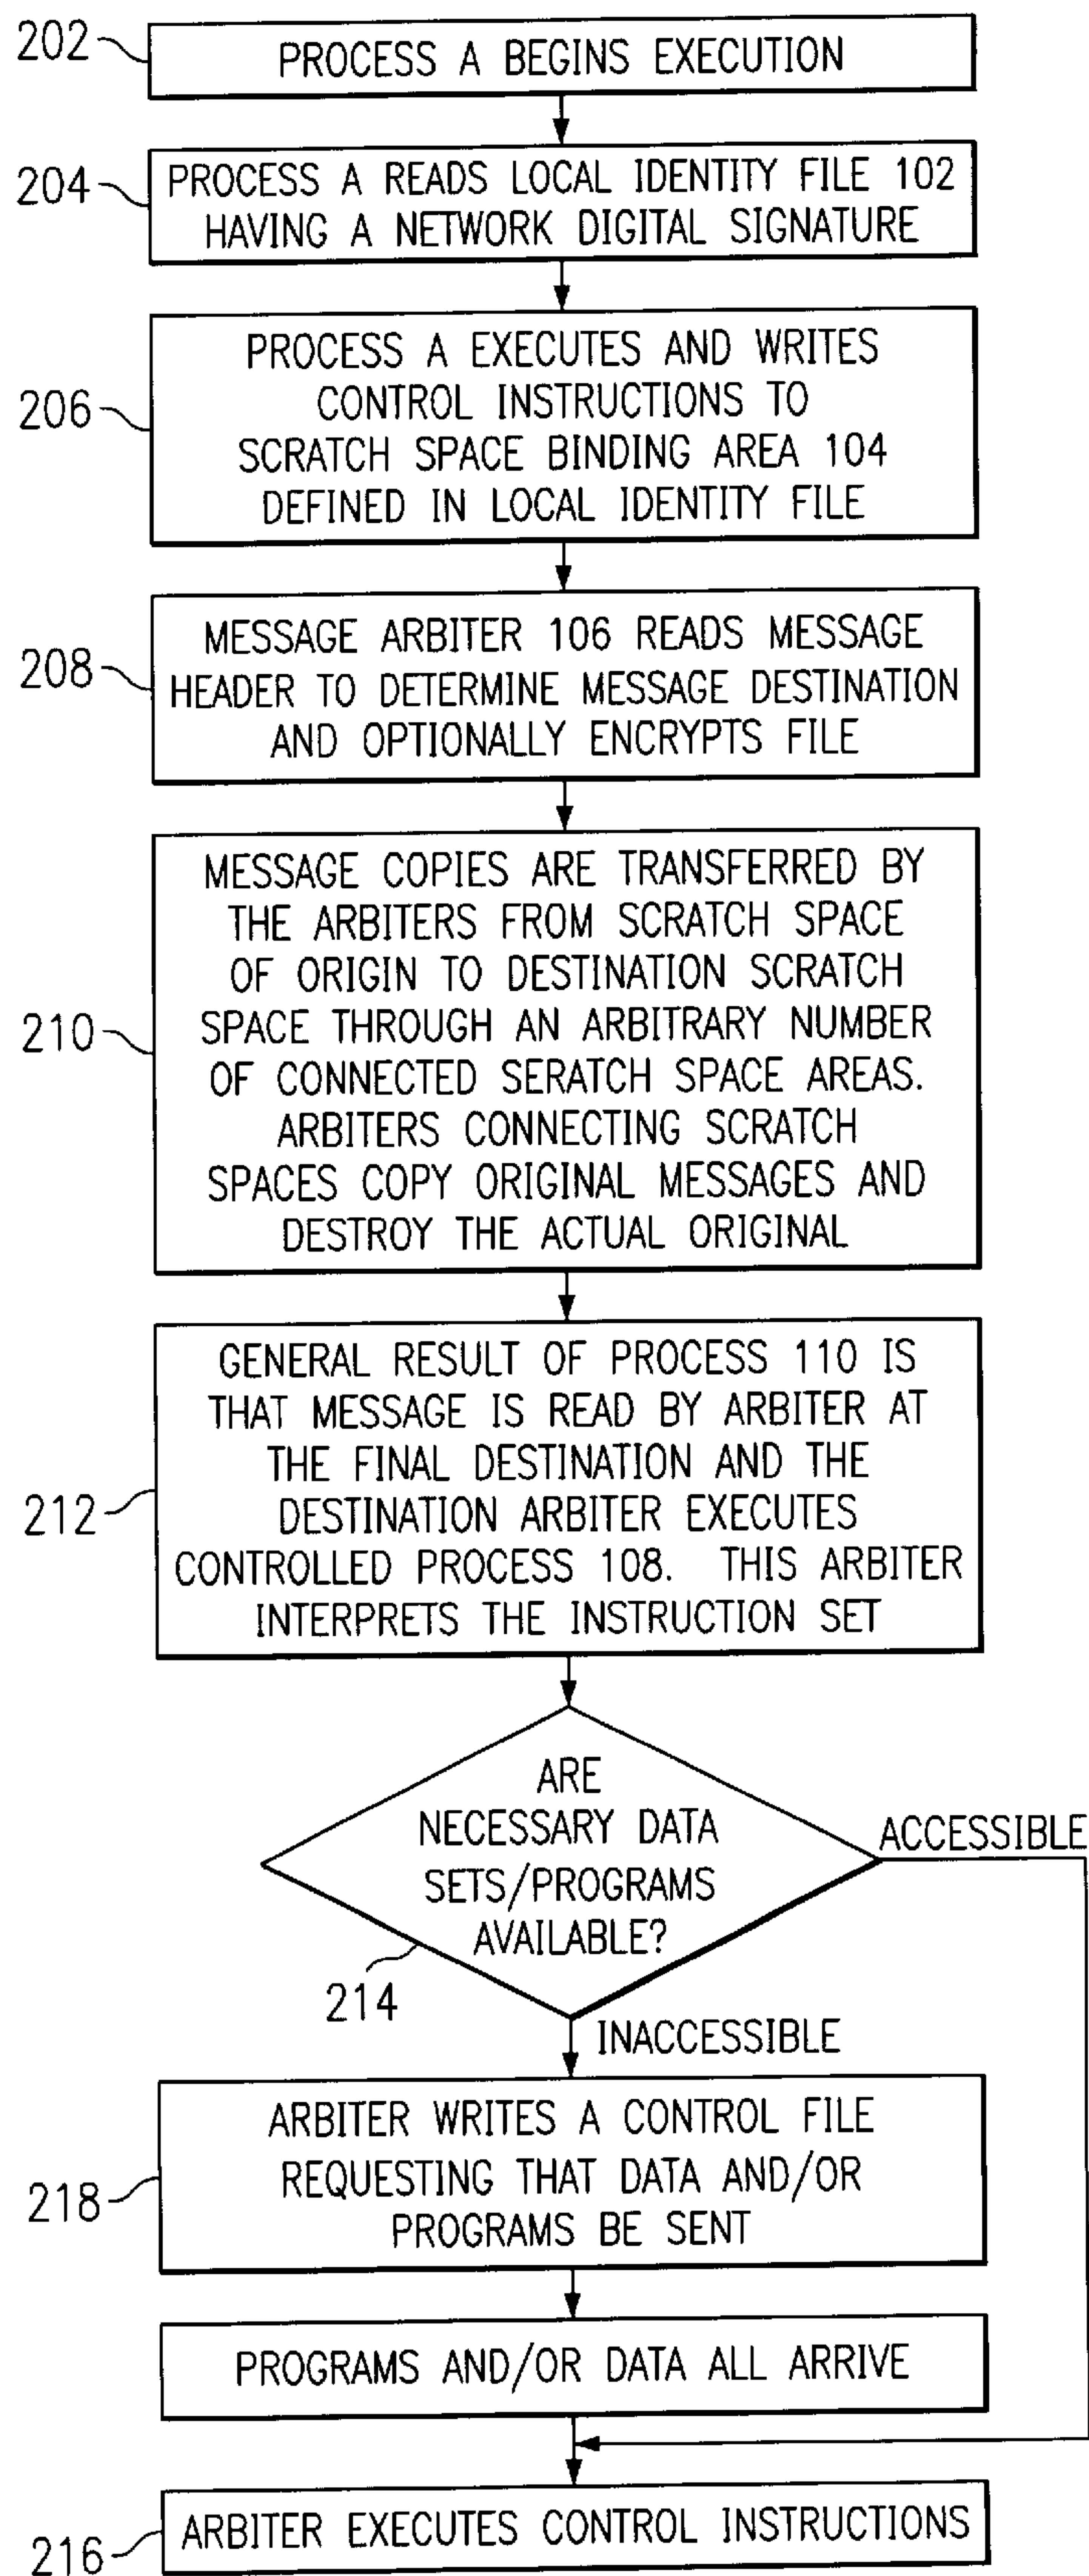 202
PROCESS A BEGINS EXECUTION
204
PROCESS A READS LOCAL IDENTITY FILE 102
HAVING A NETWORK DIGITAL SIGNATURE
206
PROCESS A EXECUTES AND WRITES
CONTROL INSTRUCTIONS TO
SCRATCH SPACE BINDING AREA 104
DEFINED IN LOCAL IDENTITY FILE
208
MESSAGE ARBITER 106 READS MESSAGE
HEADER TO DETERMINE MESSAGE DESTINATION
AND OPTIONALLY ENCRYPTS FILE
210
MESSAGE COPIES ARE TRANSFERRED BY
THE ARBITERS FROM SCRATCH SPACE
OF ORIGIN TO DESTINATION SCRATCH
SPACE THROUGH AN ARBITRARY NUMBER
OF CONNECTED SERATCH SPACE AREAS.
ARBITERS CONNECTING SCRATCH
SPACES COPY ORIGINAL MESSAGES AND
DESTROY THE ACTUAL ORIGINAL
212
GENERAL RESULT OF PROCESS 110 IS
THAT MESSAGE IS READ BY ARBITER AT
THE FINAL DESTINATION AND THE
DESTINATION ARBITER EXECUTES
CONTROLLED PROCESS 108. THIS ARBITER
INTERPRETS THE INSTRUCTION SET
ARE
NECESSARY DATA
SETS/PROGRAMS
AVAILABLE?
214
ACCESSIBLE
INACCESSIBLE
218
ARBITER WRITES A CONTROL FILE
REQUESTING THAT DATA AND/OR
PROGRAMS BE SENT
PROGRAMS AND/OR DATA ALL ARRIVE
216
ARBITER EXECUTES CONTROL INSTRUCTIONS